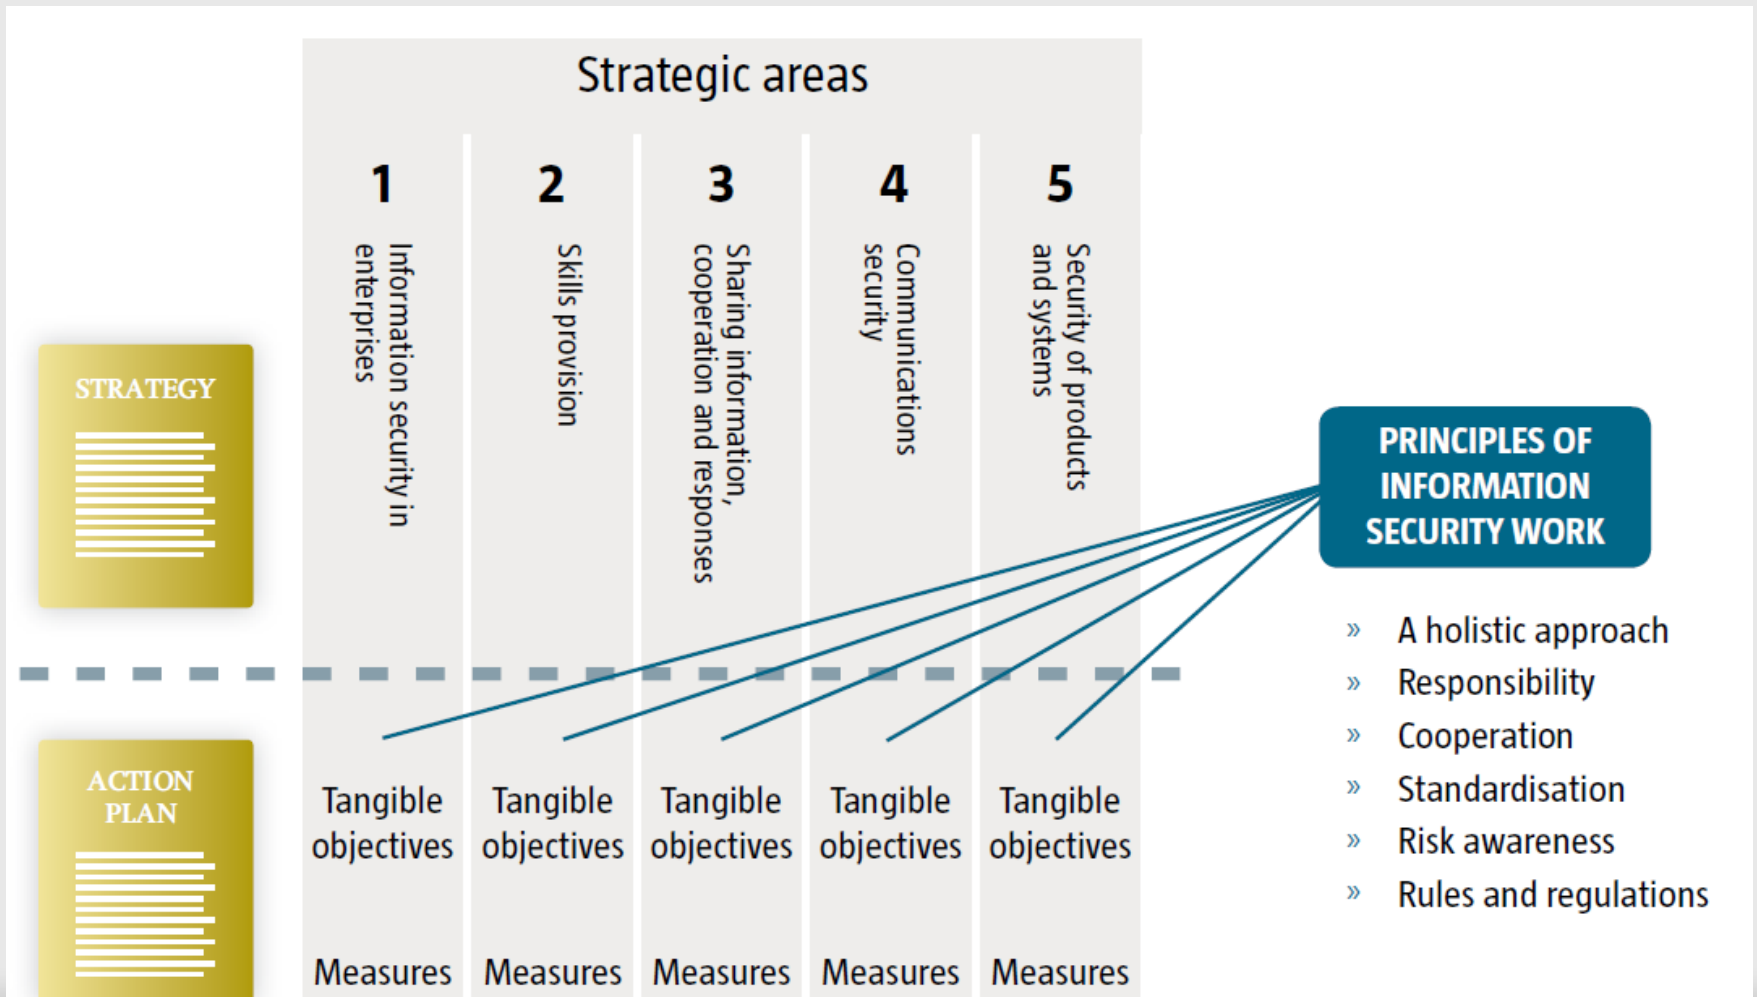 Strategic areas
1
2
3
4
5
Information security in
enterprises
Skills provision
Sharing information,
cooperation and responses
Communications
security
Security of products
and systems
STRATEGY
PRINCIPLES OF
INFORMATION
SECURITY WORK
» A holistic approach
» Responsibility
» Cooperation
» Standardisation
» Risk awareness
» Rules and regulations
ACTION
PLAN
Tangible
objectives
Tangible
objectives
Tangible
objectives
Tangible
objectives
Tangible
objectives
Measures
Measures
Measures
Measures
Measures